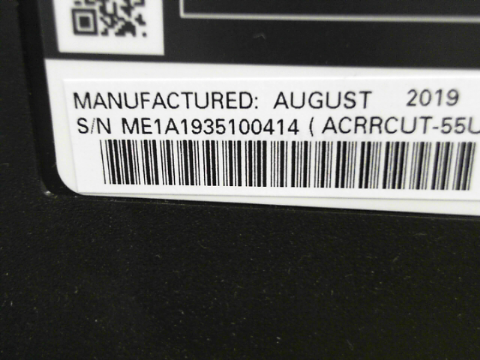 MANUFACTURED: AUGUST 2019
S/N ME1A1935100414 ( ACRRCUT-55U